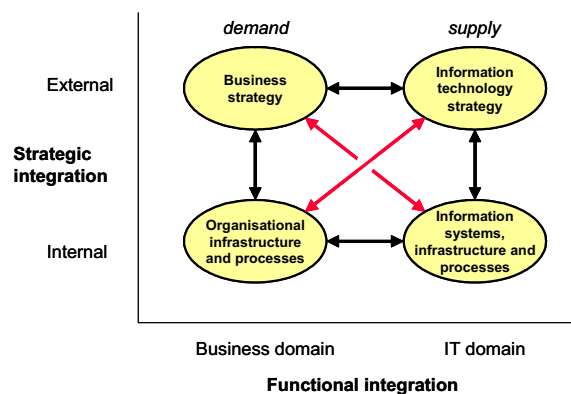 demand
supply
External
Business
strategy
Information
technology
strategy
Strategic
integration
Internal
Organisational
infrastructure
and processes
Information
systems,
infrastructure and
processes
Business domain
IT domain
Functional integration